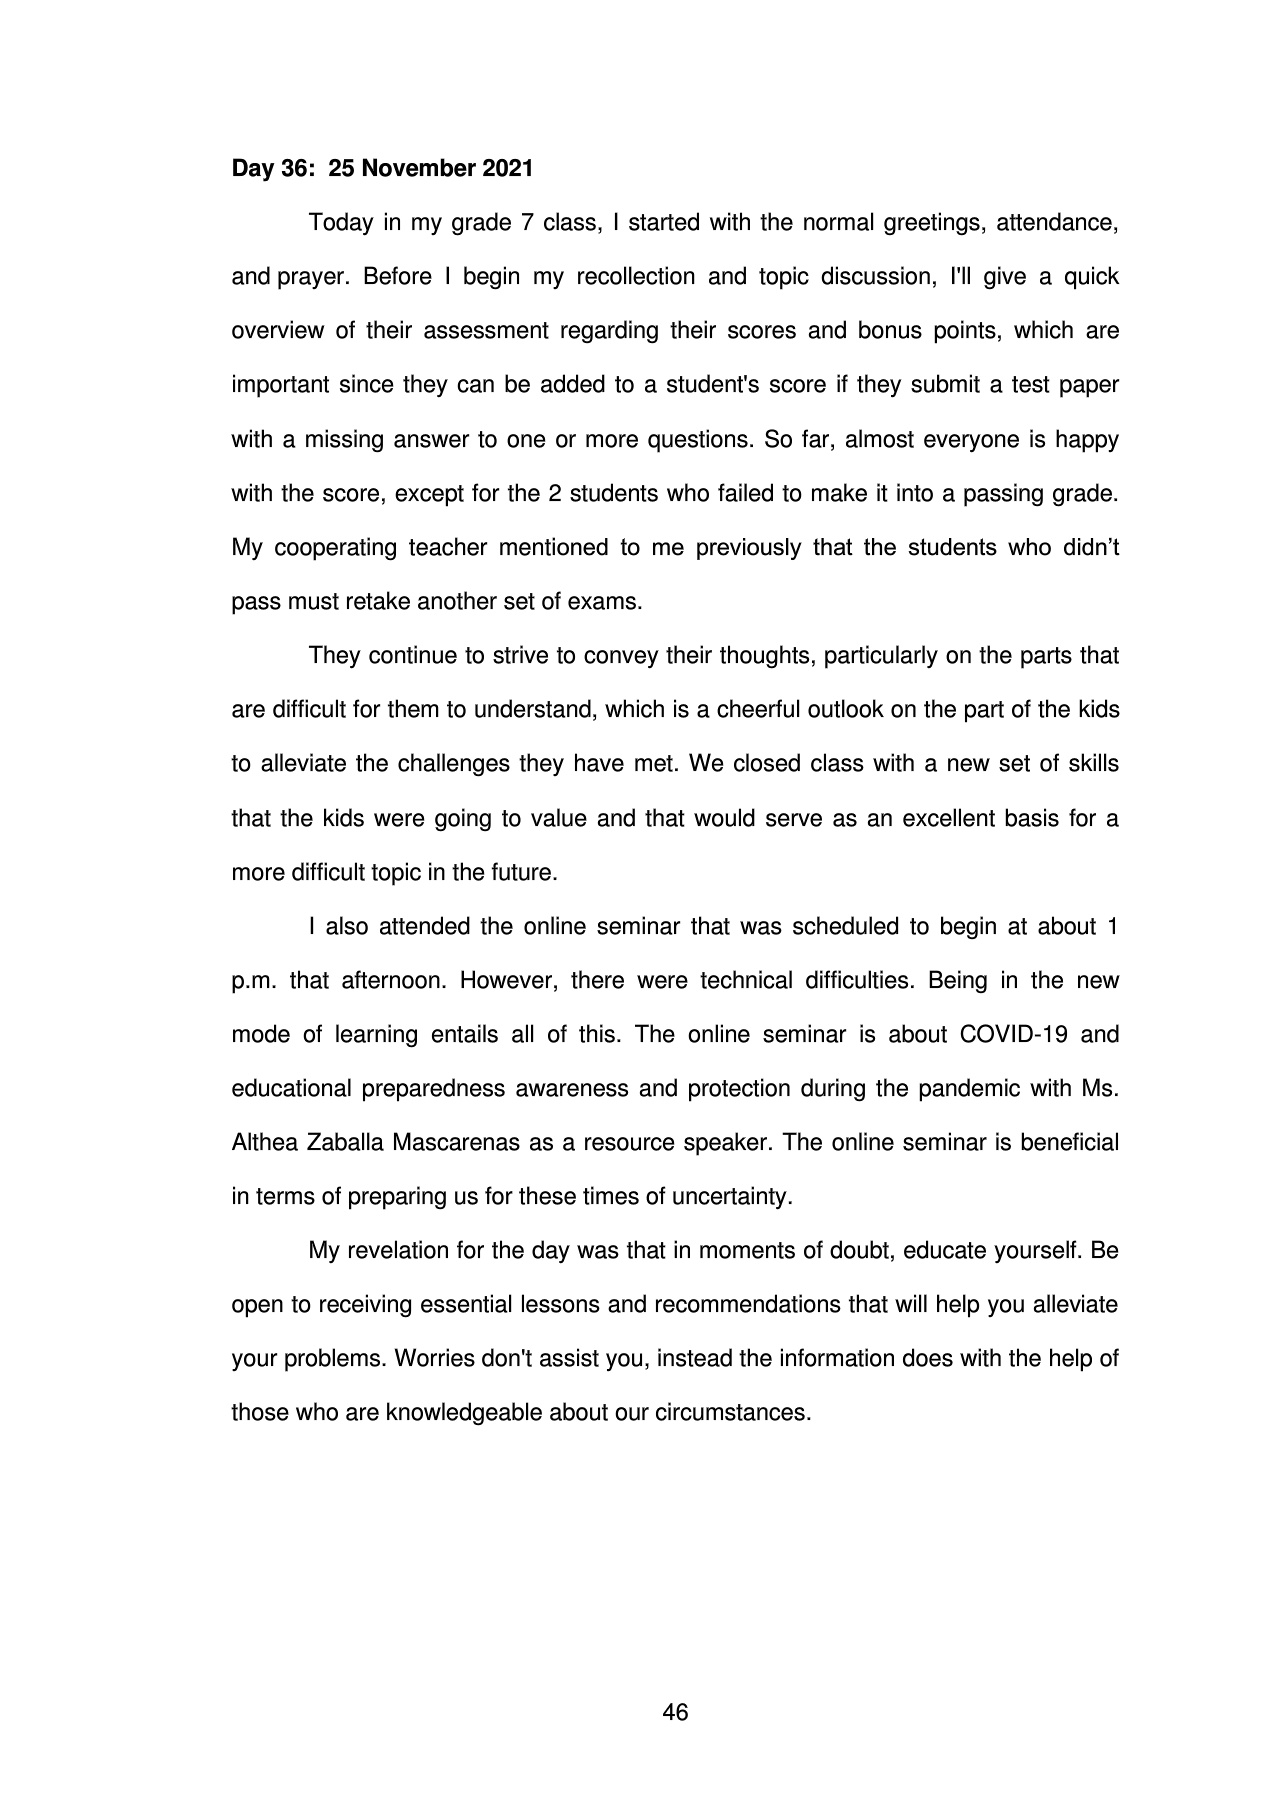 Day 36:  25 November 2021
Today in my grade 7 class, I started with the normal greetings, attendance,
and prayer. Before I begin my recollection and topic discussion, I'll give a quick
overview of their assessment regarding their scores and bonus points, which are
important since they can be added to a student's score if they submit a test paper
with a missing answer to one or more questions. So far, almost everyone is happy
with the score, except for the 2 students who failed to make it into a passing grade.
My cooperating teacher mentioned to me previously that the students who didn’t
pass must retake another set of exams.
They continue to strive to convey their thoughts, particularly on the parts that
are difficult for them to understand, which is a cheerful outlook on the part of the kids
to alleviate the challenges they have met. We closed class with a new set of skills
that the kids were going to value and that would serve as an excellent basis for a
more difficult topic in the future.
I also attended the online seminar that was scheduled to begin at about 1
p.m. that afternoon. However, there were technical difficulties. Being in the new
mode of learning entails all of this. The online seminar is about COVID-19 and
educational preparedness awareness and protection during the pandemic with Ms.
Althea Zaballa Mascarenas as a resource speaker. The online seminar is beneficial
in terms of preparing us for these times of uncertainty.
My revelation for the day was that in moments of doubt, educate yourself. Be
open to receiving essential lessons and recommendations that will help you alleviate
your problems. Worries don't assist you, instead the information does with the help of
those who are knowledgeable about our circumstances.
46